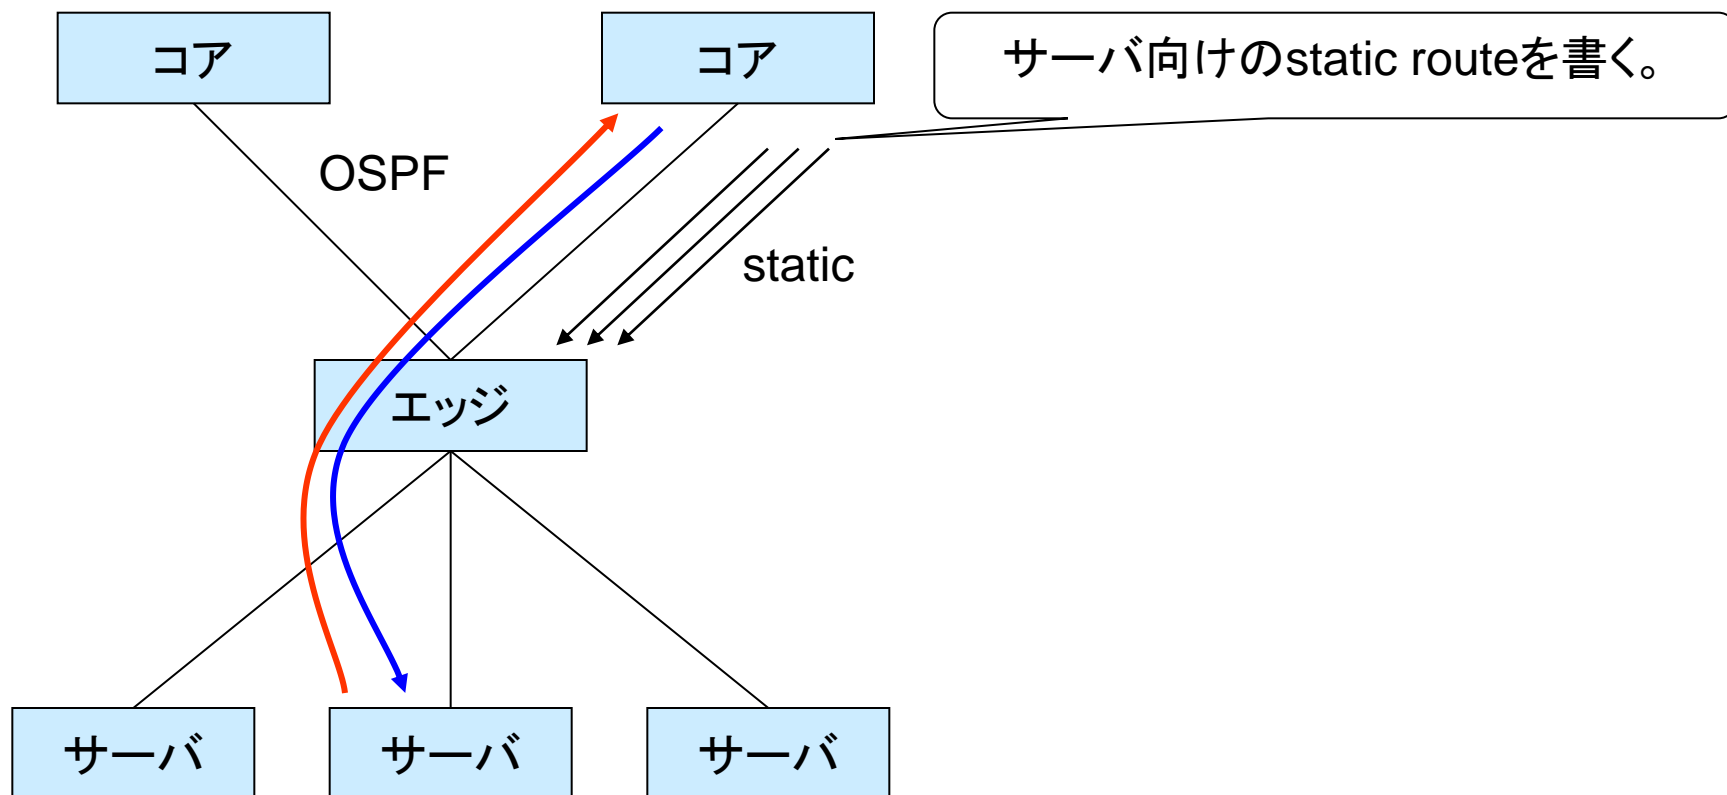 コア
コア
サーバ向けのstatic routeを書く。
OSPF
static
エッジ
サーバ
サーバ
サーバ